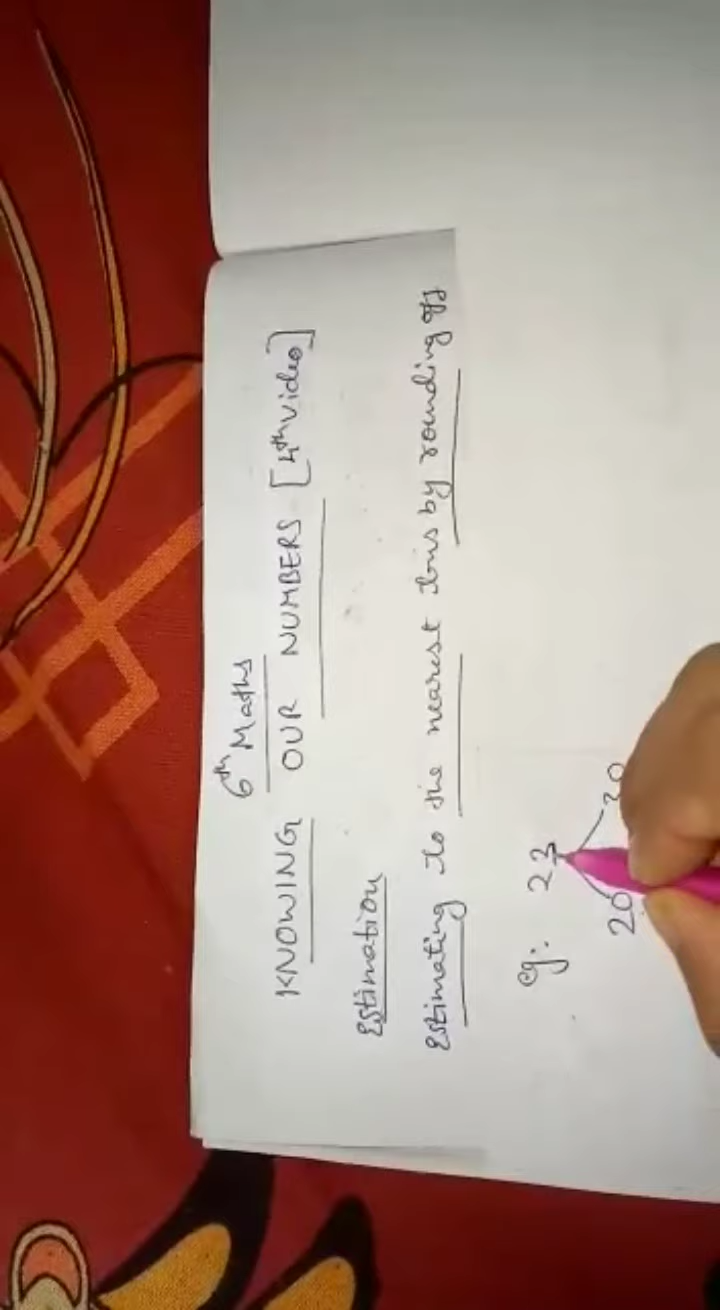 6th Maths
KNOWING OUR NUMBERS [4th video]
Estimation
Estimating to the nearest tens by rounding off
eg: 23
20 30